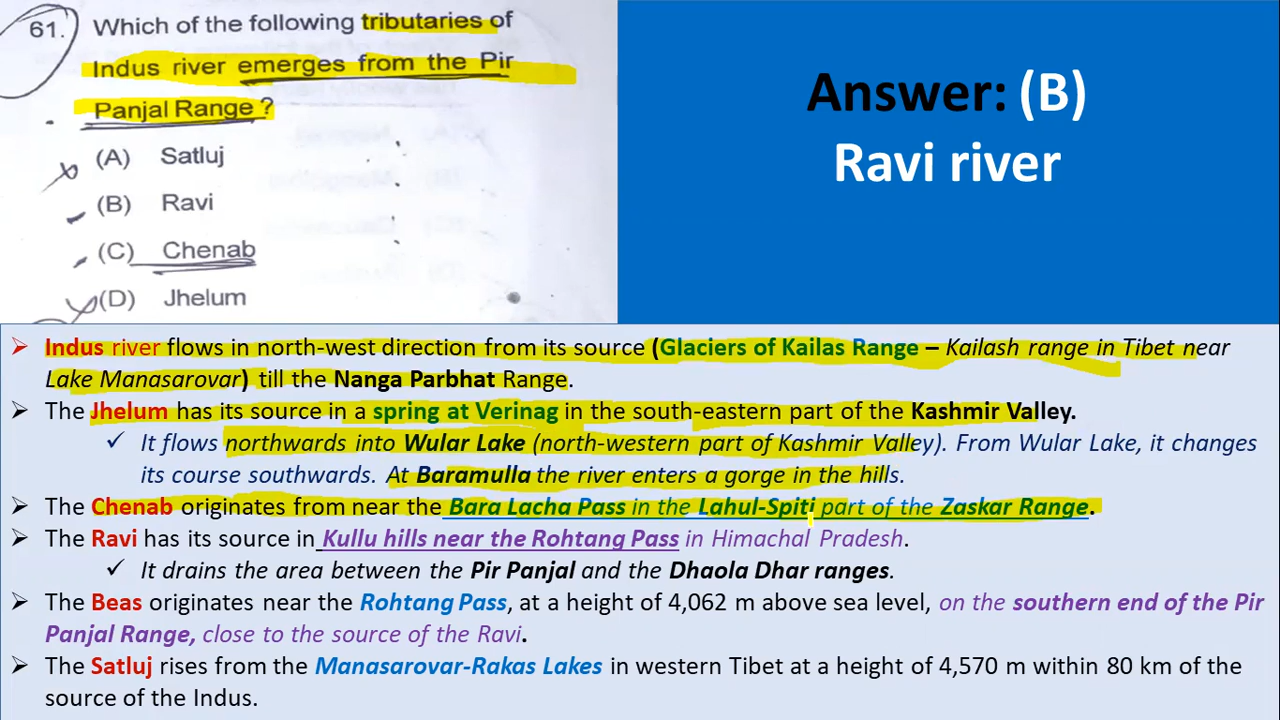 61. Which of the following tributaries of
Indus river emerges from the Pir
Panjal Range ?
(A) Satluj
(B) Ravi
(C) Chenab
(D) Jhelum
Answer: (B)
Ravi river
➢ Indus river flows in north-west direction from its source (Glaciers of Kailas Range – Kailash range in Tibet near
Lake Manasarovar) till the Nanga Parbhat Range.
➢ The Jhelum has its source in a spring at Verinag in the south-eastern part of the Kashmir Valley.
✓ It flows northwards into Wular Lake (north-western part of Kashmir Valley). From Wular Lake, it changes
its course southwards. At Baramulla the river enters a gorge in the hills.
➢ The Chenab originates from near the Bara Lacha Pass in the Lahul-Spiti part of the Zaskar Range.
➢ The Ravi has its source in Kullu hills near the Rohtang Pass in Himachal Pradesh.
✓ It drains the area between the Pir Panjal and the Dhaola Dhar ranges.
➢ The Beas originates near the Rohtang Pass, at a height of 4,062 m above sea level, on the southern end of the Pir
Panjal Range, close to the source of the Ravi.
➢ The Satluj rises from the Manasarovar-Rakas Lakes in western Tibet at a height of 4,570 m within 80 km of the
source of the Indus.